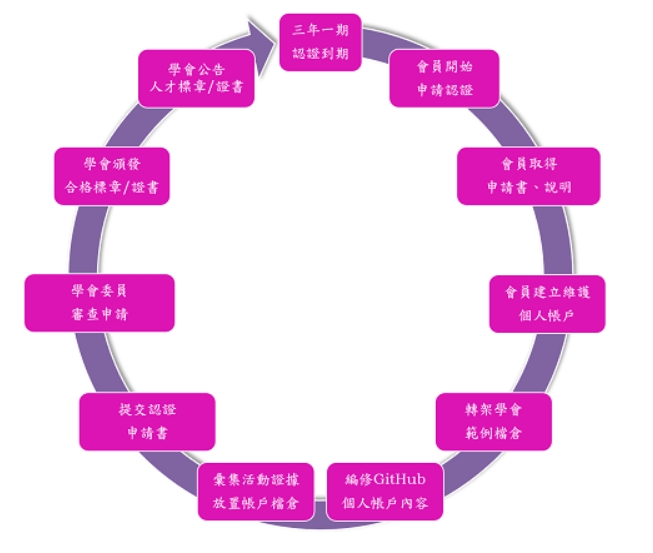 三年一期
認證到期
會員開始
申請認證
會員取得
申請書、說明
會員建立維護
個人帳戶
轉架學會
範例檔倉
編修GitHub
個人帳戶內容
彙集活動證據
放置帳戶檔倉
提交認證
申請書
學會委員
審查申請
學會頒發
合格標章/證書
學會公告
人才標章/證書